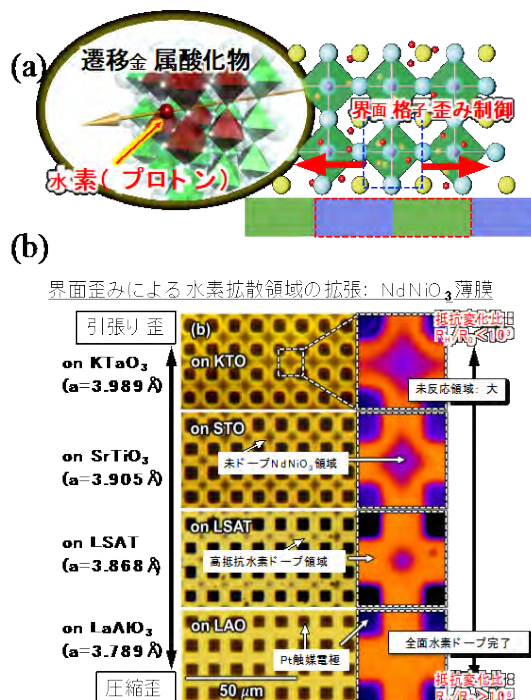 (a)
遷移金属酸化物
水素(プロトン)
界面格子歪み制御
(b)
界面歪みによる水素拡散領域の拡張: NdNiO3薄膜
引張り歪
on KTaO3
(a=3.989 Å)
on SrTiO3
(a=3.905 Å)
on LSAT
(a=3.868 Å)
on LaAlO3
(a=3.789 Å)
圧縮歪
(b)
on KTO
on STO
未ドープNdNiO3領域
on LSAT
高抵抗水素ドープ領域
on LAO
Pt触媒電極
50 μm
抵抗変化比
未反応領域: 大
全面水素ドープ完了
抵抗変化比